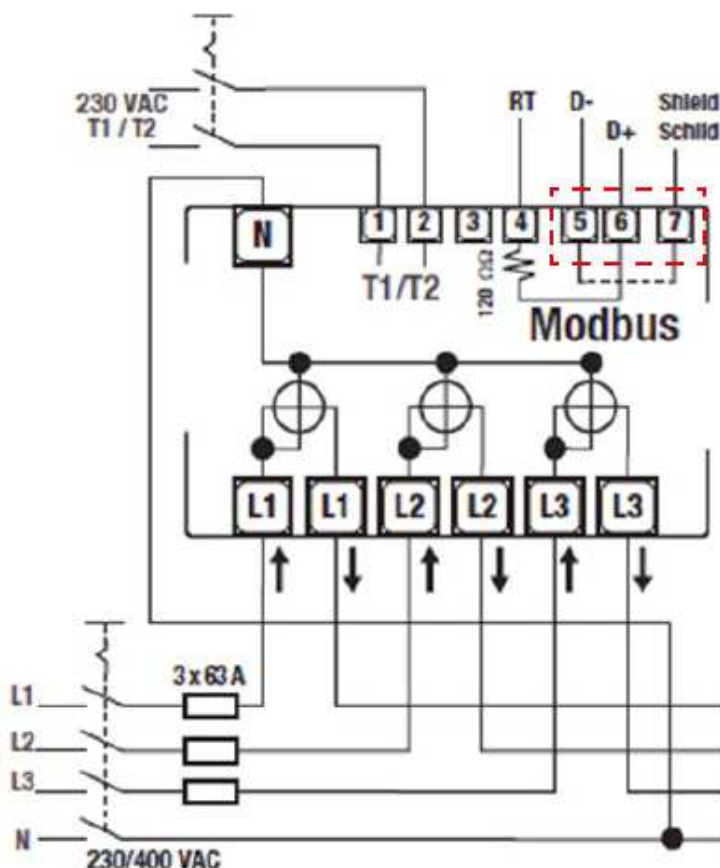 230 VAC
T1 / T2
RT D- Shield
D+ Schild
N 1 2 3 4 5 6 7
T1/T2
120 ΩΩ
Modbus
L1 L1 L2 L2 L3 L3
3 x 63 A
L1
L2
L3
N
230/400 VAC